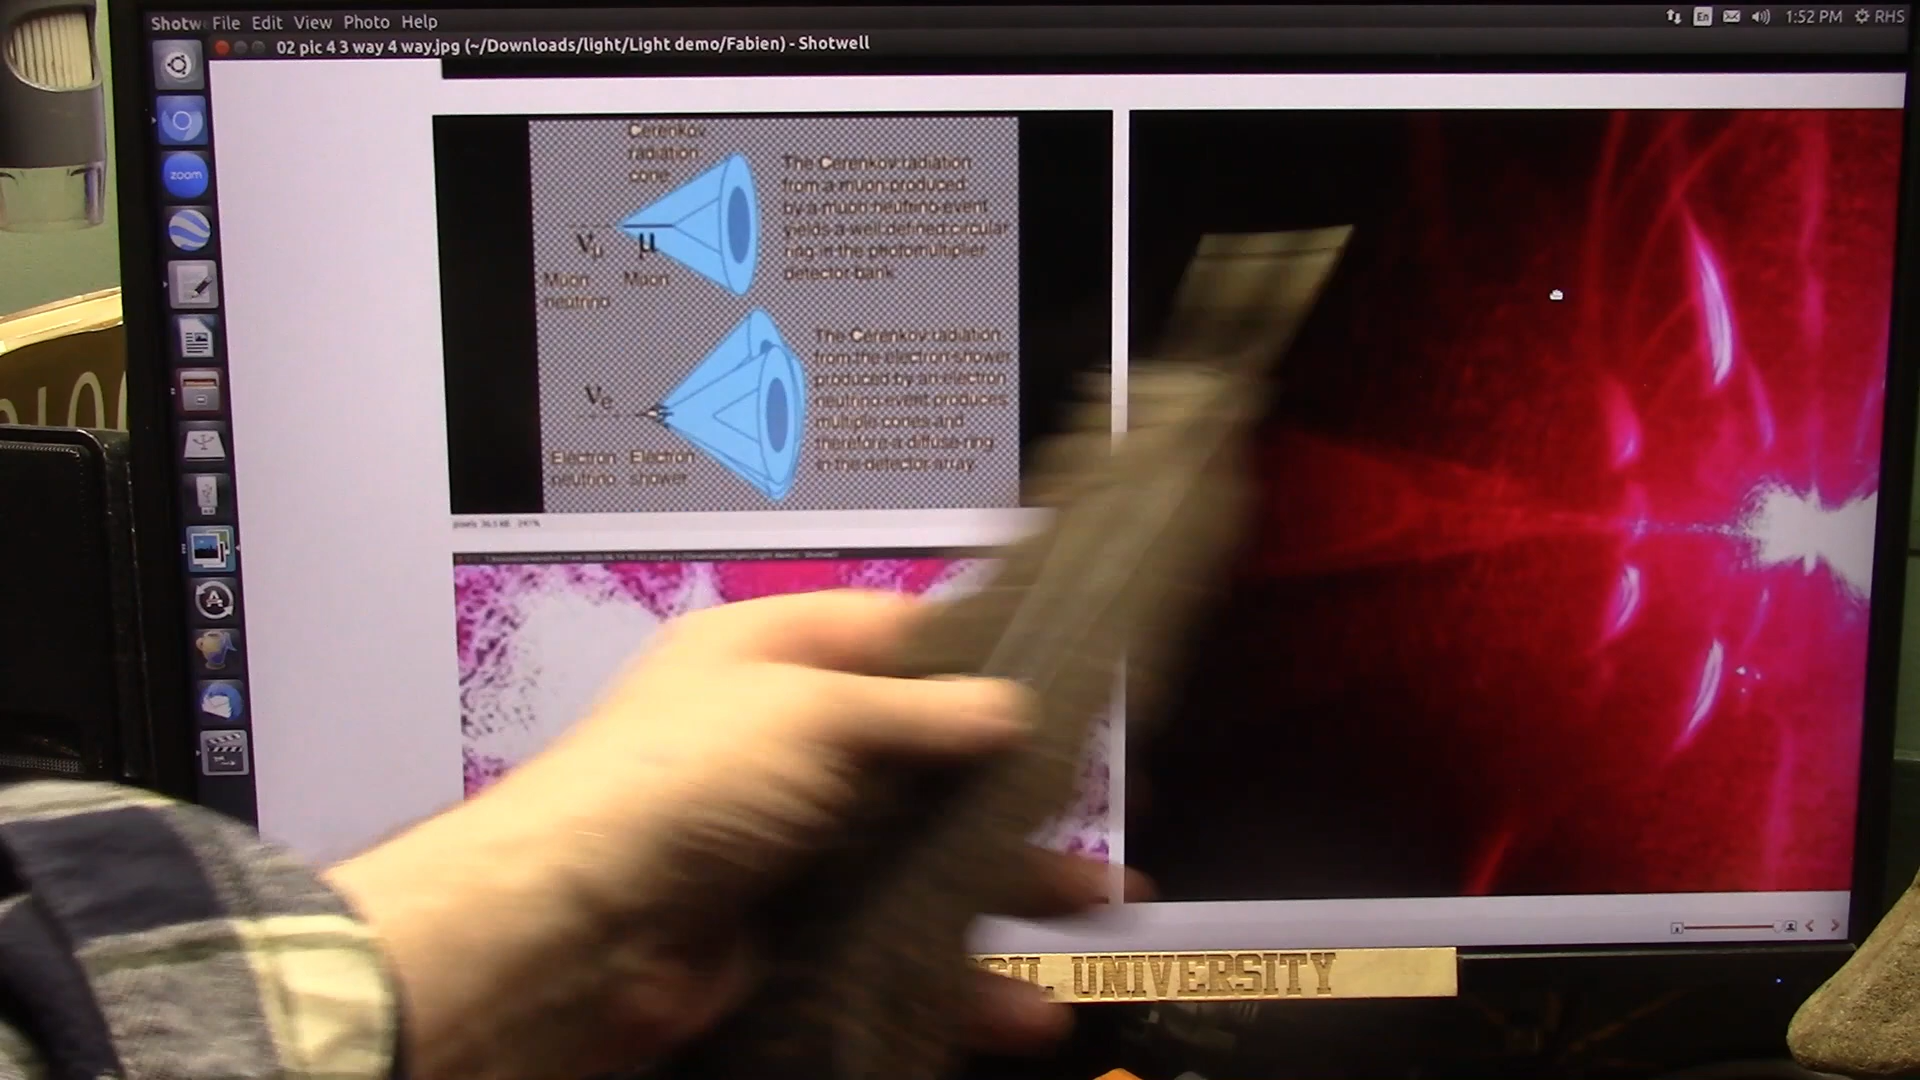 Shotw File Edit View Photo Help
En 1:52 PM RHS
02 pic 4 3 way 4 way.jpg (~/Downloads/light/Light demo/Fabien) - Shotwell
zoom
Cerenkov
radiation
cone
The Cerenkov radiation
from a muon produced
by a muon neutrino event
yields a well defined circular
ring in the photomultiplier
detector bank.
νμ μ
Muon Muon
neutrino
The Cerenkov radiation
from the electron shower
produced by an electron
neutrino event produces
multiple cones and
therefore a diffuse ring
in the detector array.
νe
Electron Electron
neutrino shower
UNIVERSITY